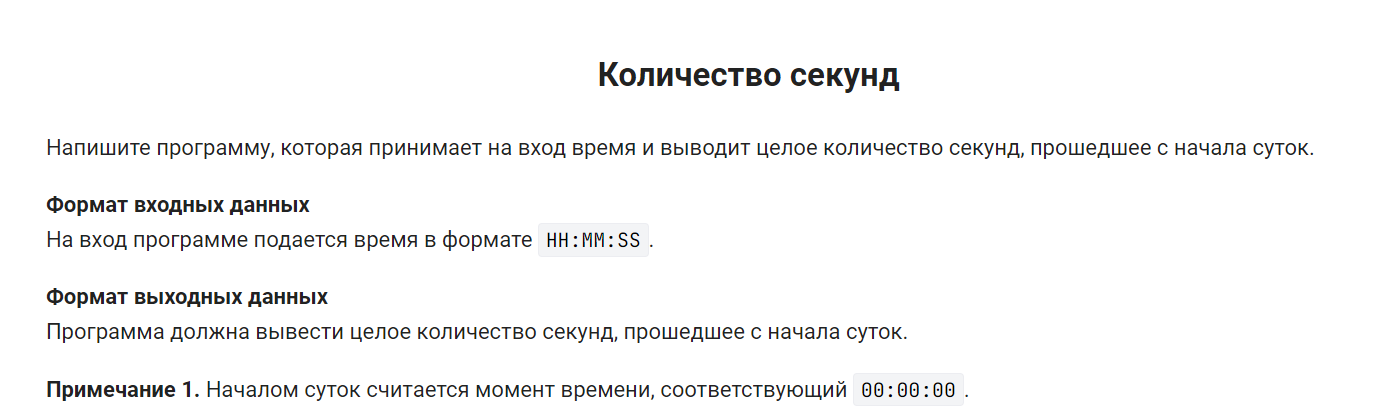 Количество секунд
Напишите программу, которая принимает на вход время и выводит целое количество секунд, прошедшее с начала суток.
Формат входных данных
На вход программе подается время в формате HH:MM:SS.
Формат выходных данных
Программа должна вывести целое количество секунд, прошедшее с начала суток.
Примечание 1. Началом суток считается момент времени, соответствующий 00:00:00.